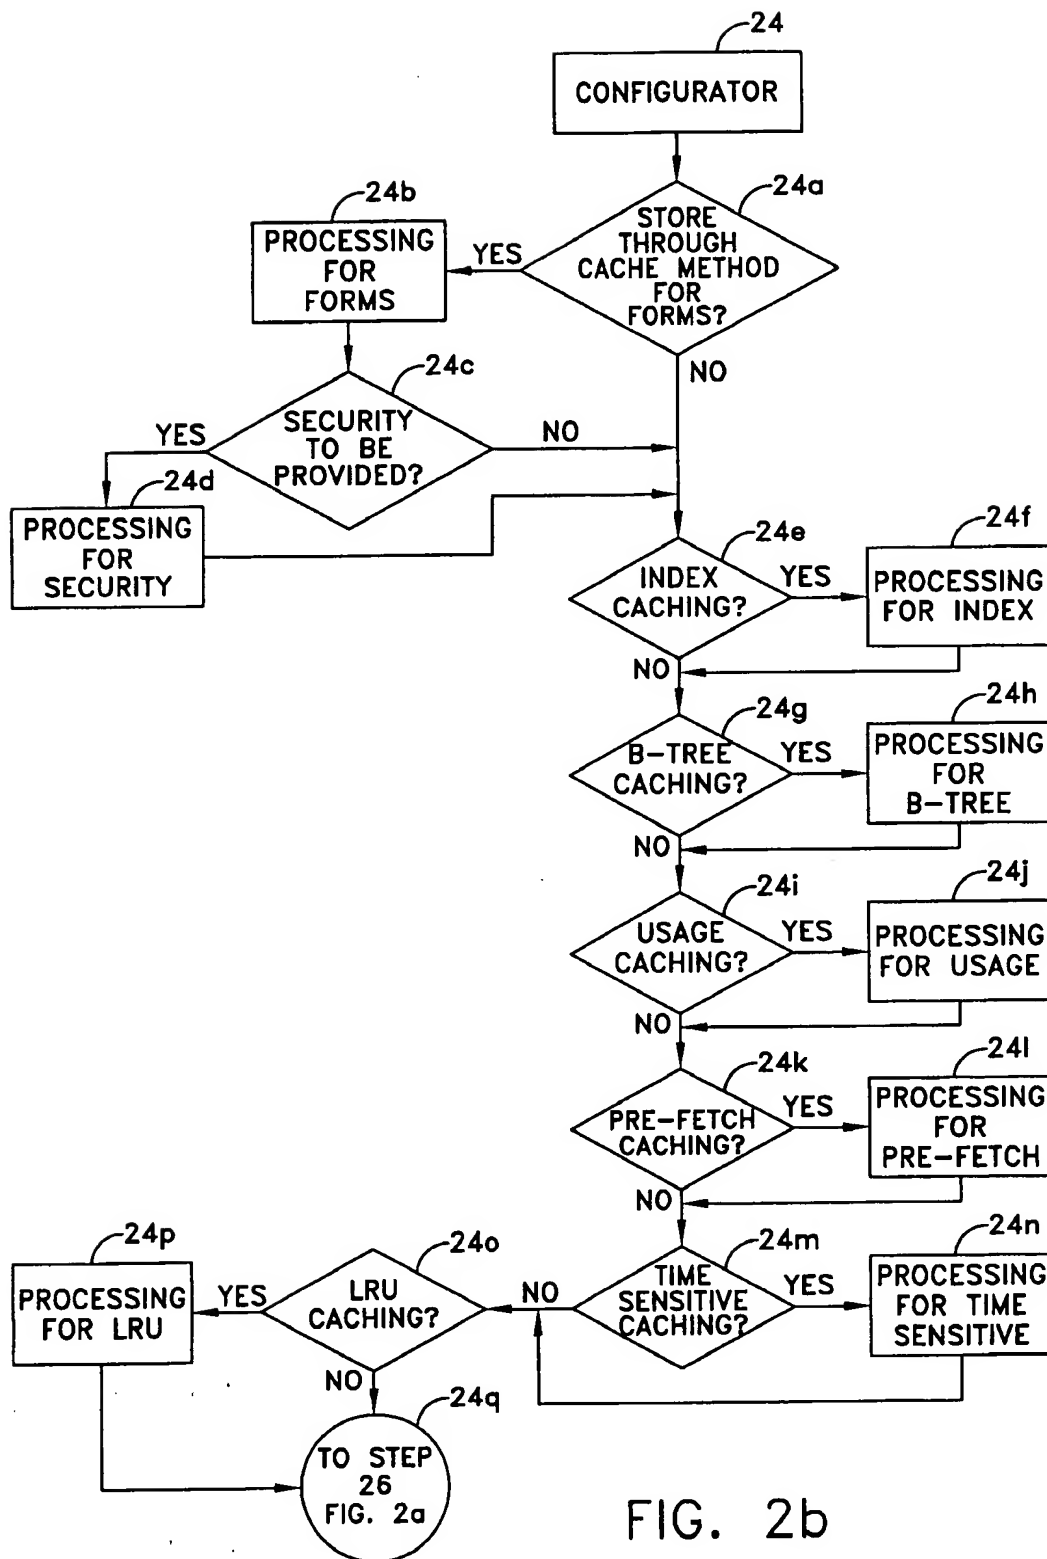 24
CONFIGURATOR
24a
STORE
THROUGH
CACHE METHOD
FOR
FORMS?
YES
NO
24b
PROCESSING
FOR
FORMS
24c
SECURITY
TO BE
PROVIDED?
YES
NO
24d
PROCESSING
FOR
SECURITY
24e
INDEX
CACHING?
YES
NO
24f
PROCESSING
FOR INDEX
24g
B-TREE
CACHING?
YES
NO
24h
PROCESSING
FOR
B-TREE
24i
USAGE
CACHING?
YES
NO
24j
PROCESSING
FOR USAGE
24k
PRE-FETCH
CACHING?
YES
NO
24l
PROCESSING
FOR
PRE-FETCH
24m
TIME
SENSITIVE
CACHING?
YES
NO
24n
PROCESSING
FOR TIME
SENSITIVE
24o
LRU
CACHING?
YES
NO
24p
PROCESSING
FOR LRU
24q
TO STEP
26
FIG. 2a
FIG. 2b